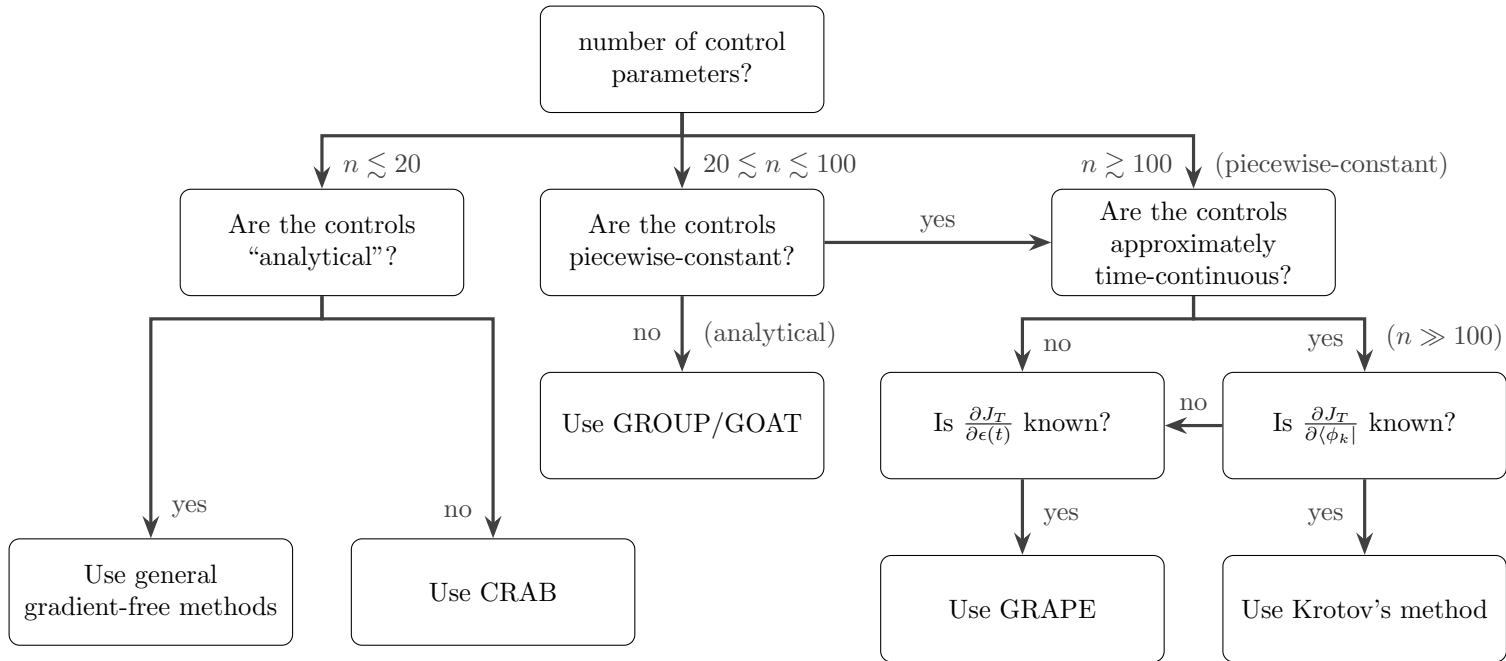 number of control
parameters?
n ≲ 20
20 ≲ n ≲ 100
n ≳ 100 (piecewise-constant)
Are the controls
“analytical”?
Are the controls
piecewise-constant?
yes
Are the controls
approximately
time-continuous?
no (analytical)
no
yes (n ≫ 100)
Use GROUP/GOAT
Is ∂J_T/∂ϵ(t) known?
no
Is ∂J_T/∂⟨ϕ_k| known?
yes
no
yes
yes
Use general
gradient-free methods
Use CRAB
Use GRAPE
Use Krotov’s method